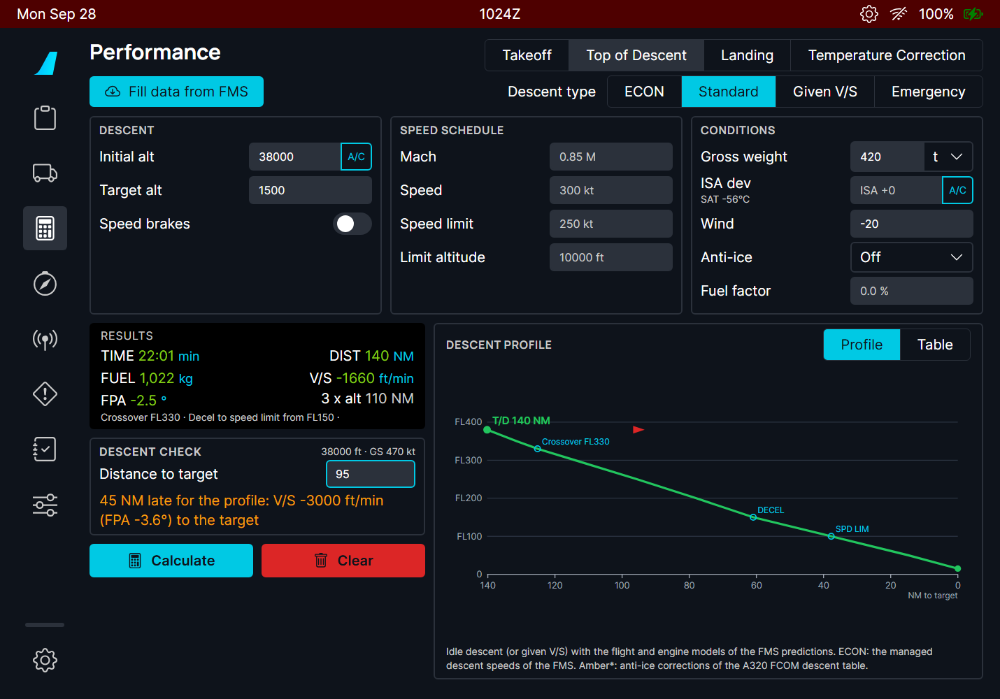 Mon Sep 28
1024Z
100%
Performance
Takeoff
Top of Descent
Landing
Temperature Correction
Fill data from FMS
Descent type
ECON
Standard
Given V/S
Emergency
DESCENT
Initial alt
38000
A/C
Target alt
1500
Speed brakes
SPEED SCHEDULE
Mach
0.85 M
Speed
300 kt
Speed limit
250 kt
Limit altitude
10000 ft
CONDITIONS
Gross weight
420
t
ISA dev
SAT -56°C
ISA +0
A/C
Wind
-20
Anti-ice
Off
Fuel factor
0.0 %
RESULTS
TIME 22:01 min
DIST 140 NM
FUEL 1,022 kg
V/S -1660 ft/min
FPA -2.5 °
3 x alt 110 NM
Crossover FL330 · Decel to speed limit from FL150 ·
DESCENT CHECK
38000 ft · GS 470 kt
Distance to target
95
45 NM late for the profile: V/S -3000 ft/min
(FPA -3.6°) to the target
Calculate
Clear
DESCENT PROFILE
Profile
Table
FL400
T/D 140 NM
Crossover FL330
FL300
FL200
DECEL
SPD LIM
FL100
0
140
120
100
80
60
40
20
0
NM to target
Idle descent (or given V/S) with the flight and engine models of the FMS predictions. ECON: the managed
descent speeds of the FMS. Amber*: anti-ice corrections of the A320 FCOM descent table.